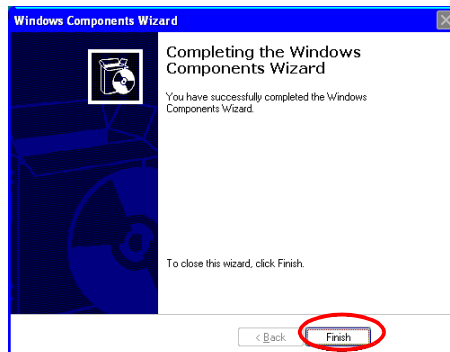 Windows Components Wizard
Completing the Windows
Components Wizard
You have successfully completed the Windows
Components Wizard.
To close this wizard, click Finish.
< Back
Finish